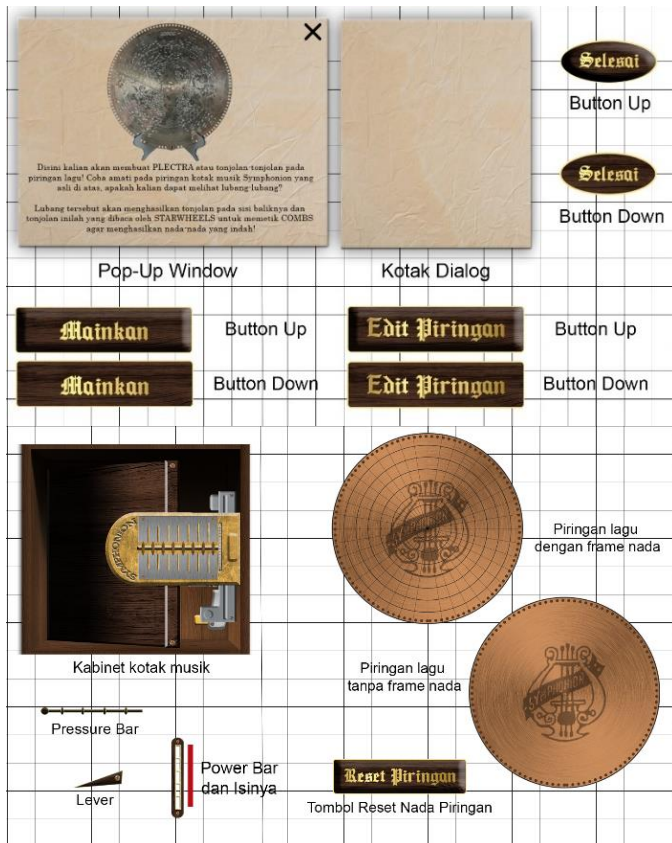 Disini kalian akan membuat PLECTRA atau tonjolan-tonjolan pada
piringan lagu! Coba amati pada piringan kotak musik Symphonion yang
asli di atas, apakah kalian dapat melihat lubang-lubang?
Lubang tersebut akan menghasilkan tonjolan pada sisi baliknya dan
tonjolan inilah yang dibaca oleh STARWHEELS untuk memetik COMBS
agar menghasilkan nada-nada yang indah!
Pop-Up Window
Kotak Dialog
Selesai
Button Up
Selesai
Button Down
Mainkan
Button Up
Edit Piringan
Button Up
Mainkan
Button Down
Edit Piringan
Button Down
SYMPHONION
Kabinet kotak musik
SYMPHONION
Piringan lagu
dengan frame nada
SYMPHONION
Piringan lagu
tanpa frame nada
Pressure Bar
Lever
Power Bar
dan Isinya
Reset Piringan
Tombol Reset Nada Piringan